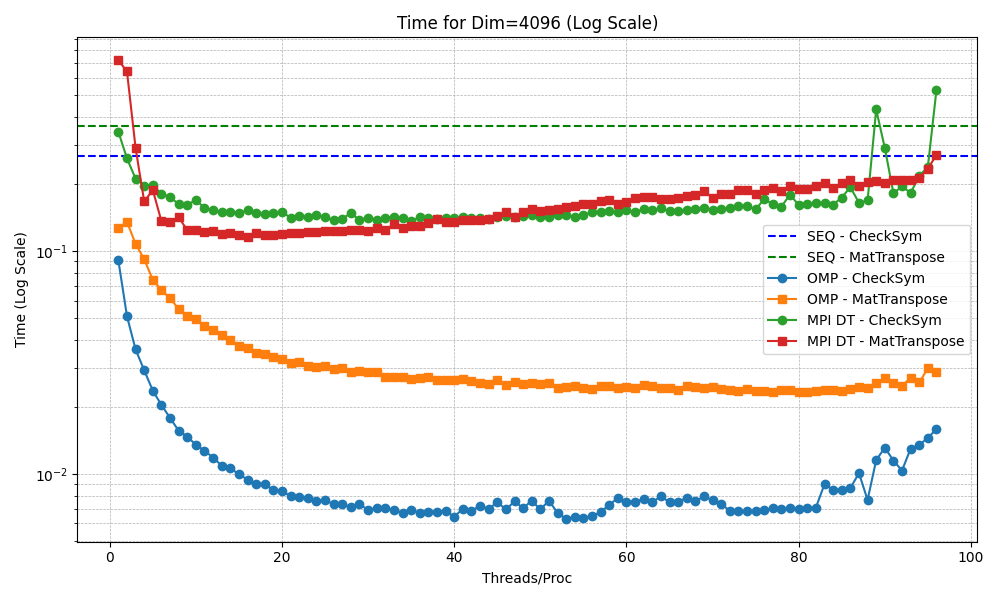 Time for Dim=4096 (Log Scale)
Time (Log Scale)
10⁻¹
10⁻²
SEQ - CheckSym
SEQ - MatTranspose
OMP - CheckSym
OMP - MatTranspose
MPI DT - CheckSym
MPI DT - MatTranspose
0 20 40 60 80 100
Threads/Proc